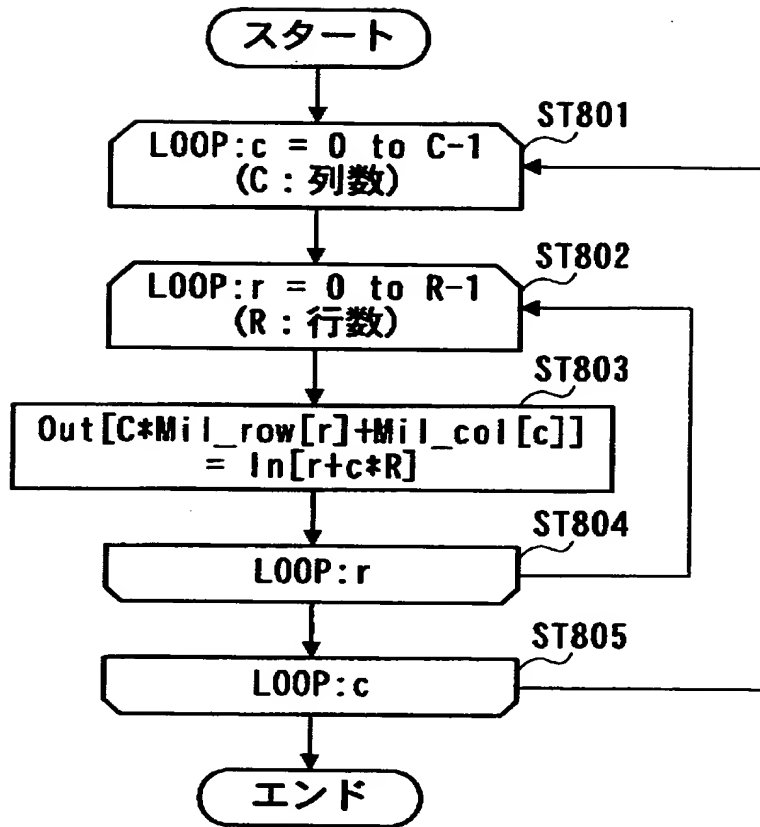 スタート
ST801
LOOP:c = 0 to C-1
(C:列数)
ST802
LOOP:r = 0 to R-1
(R:行数)
ST803
Out[C*Mil_row[r]+Mil_col[c]]
= In[r+c*R]
ST804
LOOP:r
ST805
LOOP:c
エンド